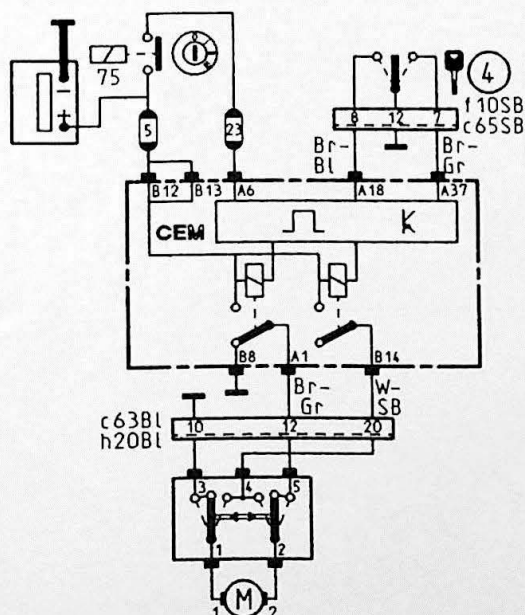 75
0
4
5
23
8 12 7
f10SB
c65SB
Br-
Bl
Br-
Gr
B12 B13 A6 A18 A37
CEM
K
B8 A1 B14
Br-
Gr
W-
SB
c63Bl
h20Bl
10 12 20
3 4 5
1 2
1 M 2